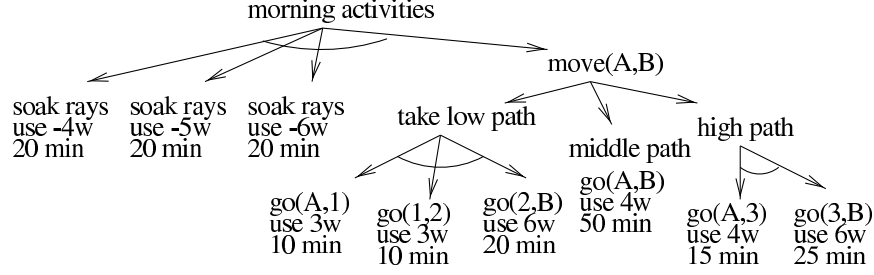 morning activities
move(A,B)
soak rays
use -4w
20 min
soak rays
use -5w
20 min
soak rays
use -6w
20 min
take low path
middle path
high path
go(A,1)
use 3w
10 min
go(1,2)
use 3w
10 min
go(2,B)
use 6w
20 min
go(A,B)
use 4w
50 min
go(A,3)
use 4w
15 min
go(3,B)
use 6w
25 min